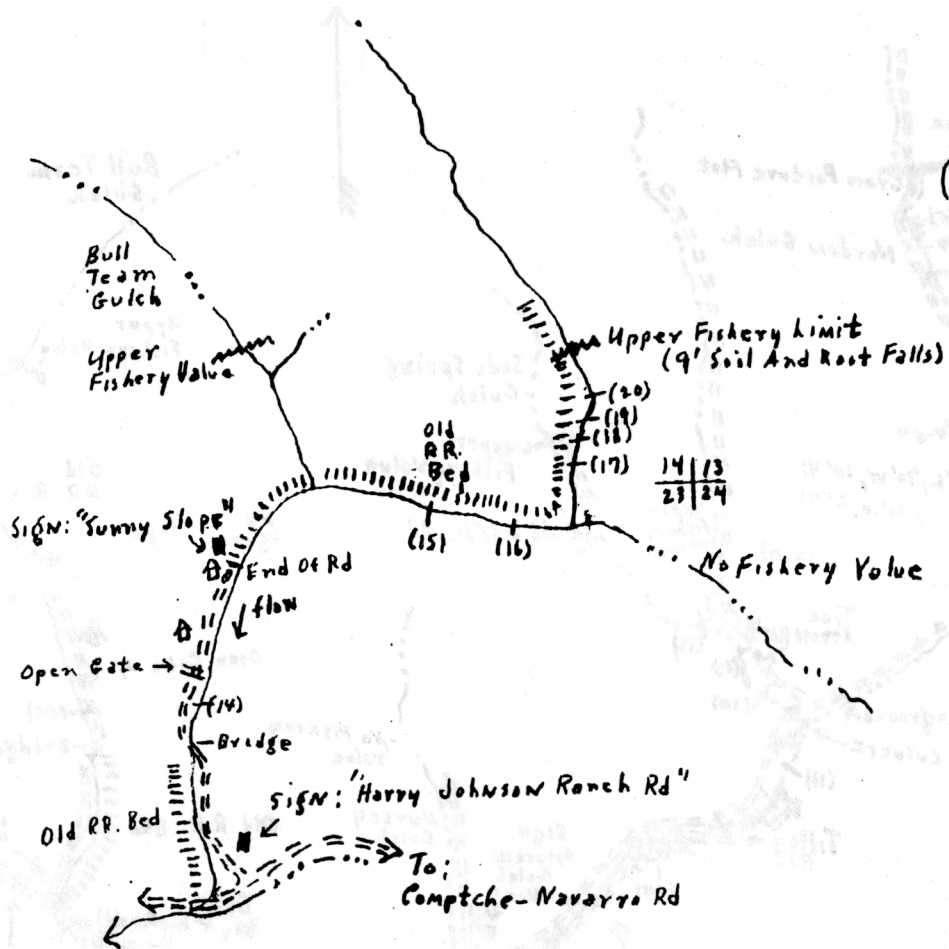 Bull
Team
Gulch
Upper
Fishery Value
Upper Fishery Limit
(9' Soil And Root Falls)
(20)
(19)
(18)
(17)
14 13
23 24
Old
RR.
Bed
(15)
(16)
No Fishery Value
Sign: "Sunny Slope"
End Of Rd
flow
Open Gate
(14)
Bridge
Sign: "Harry Johnson Ranch Rd"
Old RR. Bed
To:
Comptche-Navarro Rd